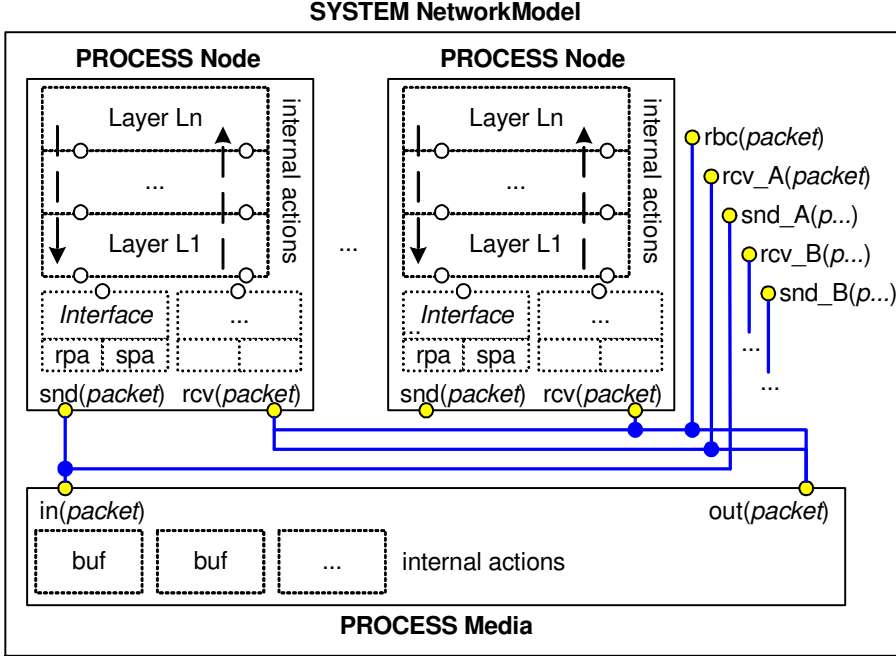 SYSTEM NetworkModel
PROCESS Node
Layer Ln
...
Layer L1
internal actions
Interface
...
rpa spa
snd(packet) rcv(packet)
...
PROCESS Node
Layer Ln
...
Layer L1
internal actions
Interface
...
..
rpa spa
snd(packet) rcv(packet)
rbc(packet)
rcv_A(packet)
snd_A(p...)
rcv_B(p...)
snd_B(p...)
...
...
in(packet) out(packet)
buf buf ... internal actions
PROCESS Media